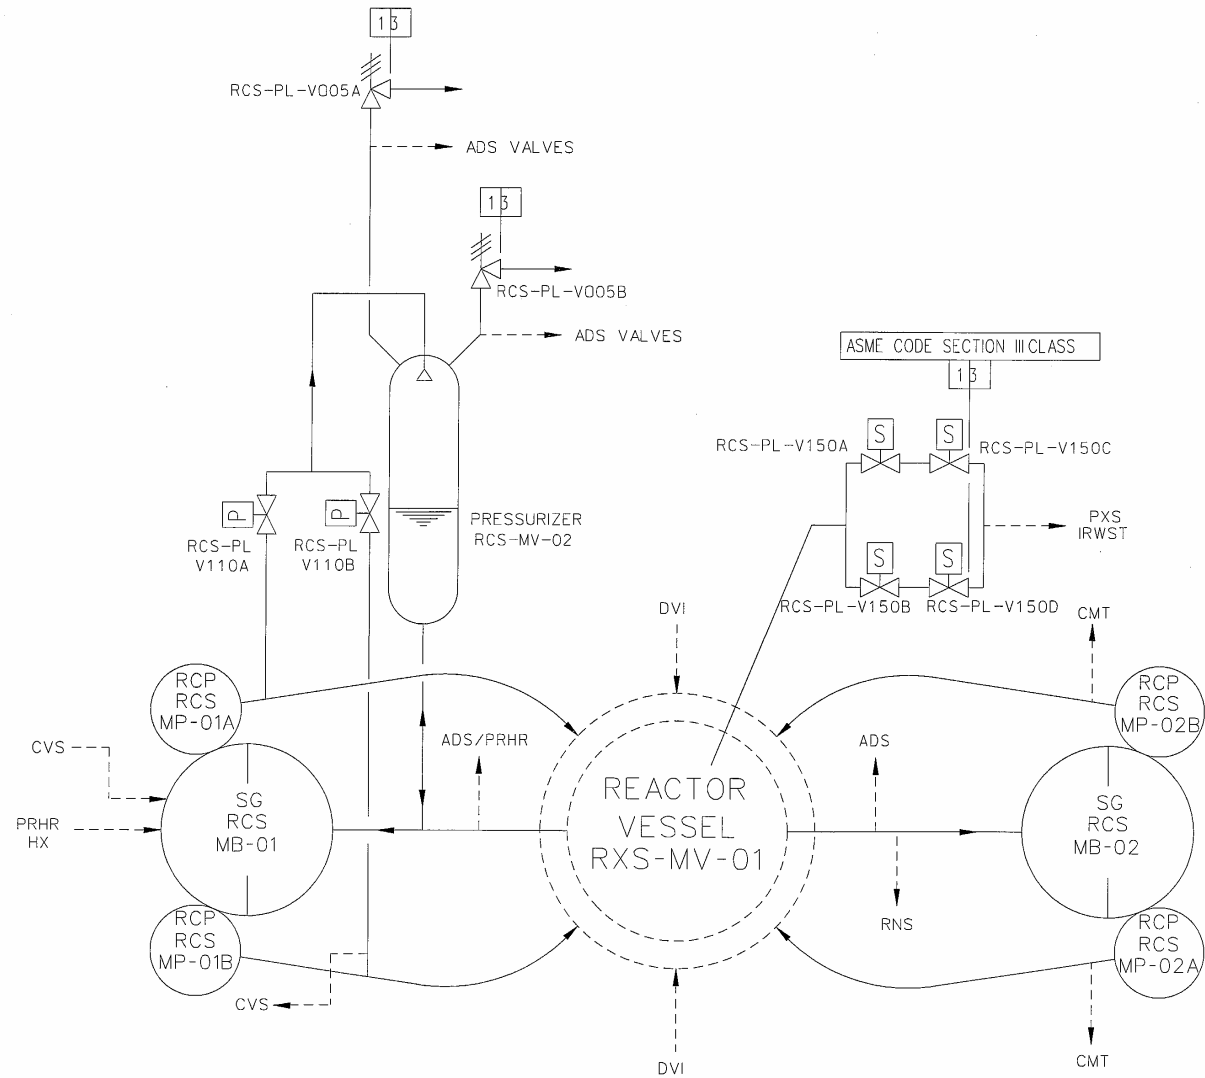 13
RCS-PL-V005A
ADS VALVES
13
RCS-PL-V005B
ADS VALVES
ASME CODE SECTION III CLASS
13
S
S
RCS-PL-V150A
RCS-PL-V150C
P
P
PRESSURIZER
RCS-MV-02
RCS-PL
V110A
RCS-PL
V110B
PXS
IRWST
S
S
RCS-PL-V150B
RCS-PL-V150D
DVI
CMT
RCP
RCS
MP-01A
RCP
RCS
MP-02B
CVS
ADS/PRHR
ADS
PRHR
HX
SG
RCS
MB-01
REACTOR
VESSEL
RXS-MV-01
SG
RCS
MB-02
RNS
RCP
RCS
MP-01B
RCP
RCS
MP-02A
CVS
DVI
CMT